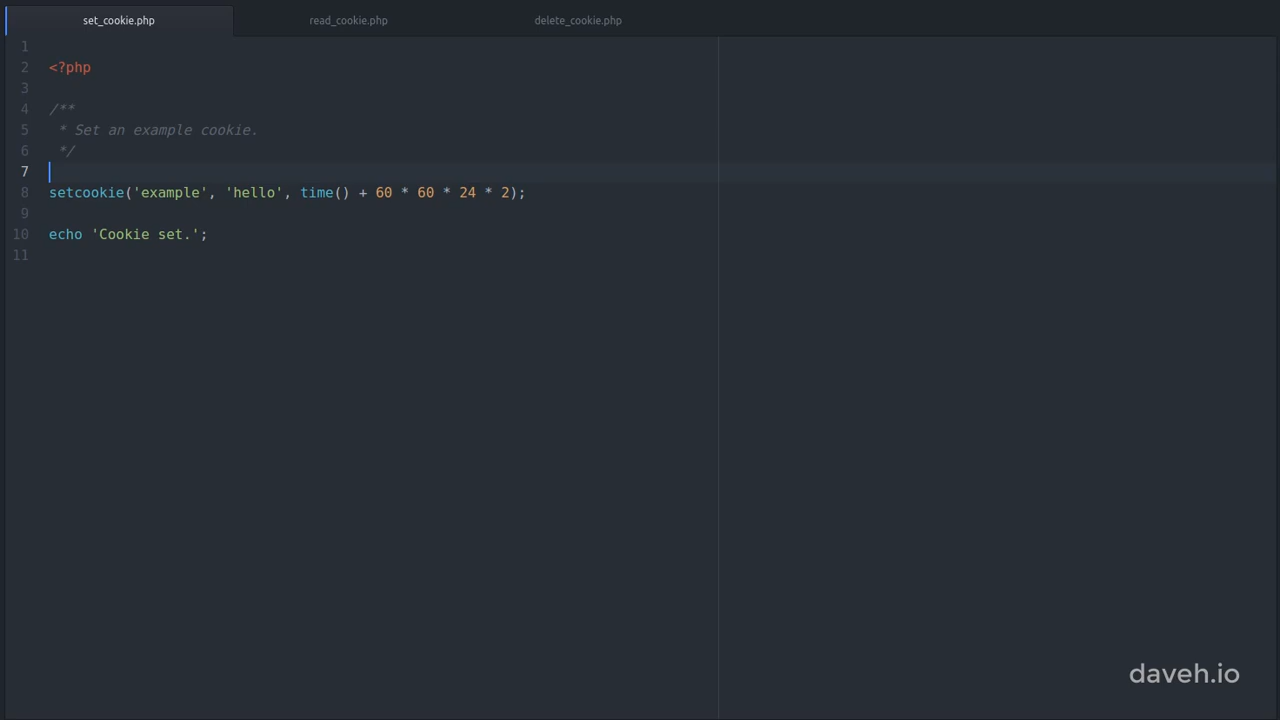 set_cookie.php read_cookie.php delete_cookie.php
1
2 <?php
3
4 /**
5  * Set an example cookie.
6  */
7
8 setcookie('example', 'hello', time() + 60 * 60 * 24 * 2);
9
10 echo 'Cookie set.';
11
daveh.io